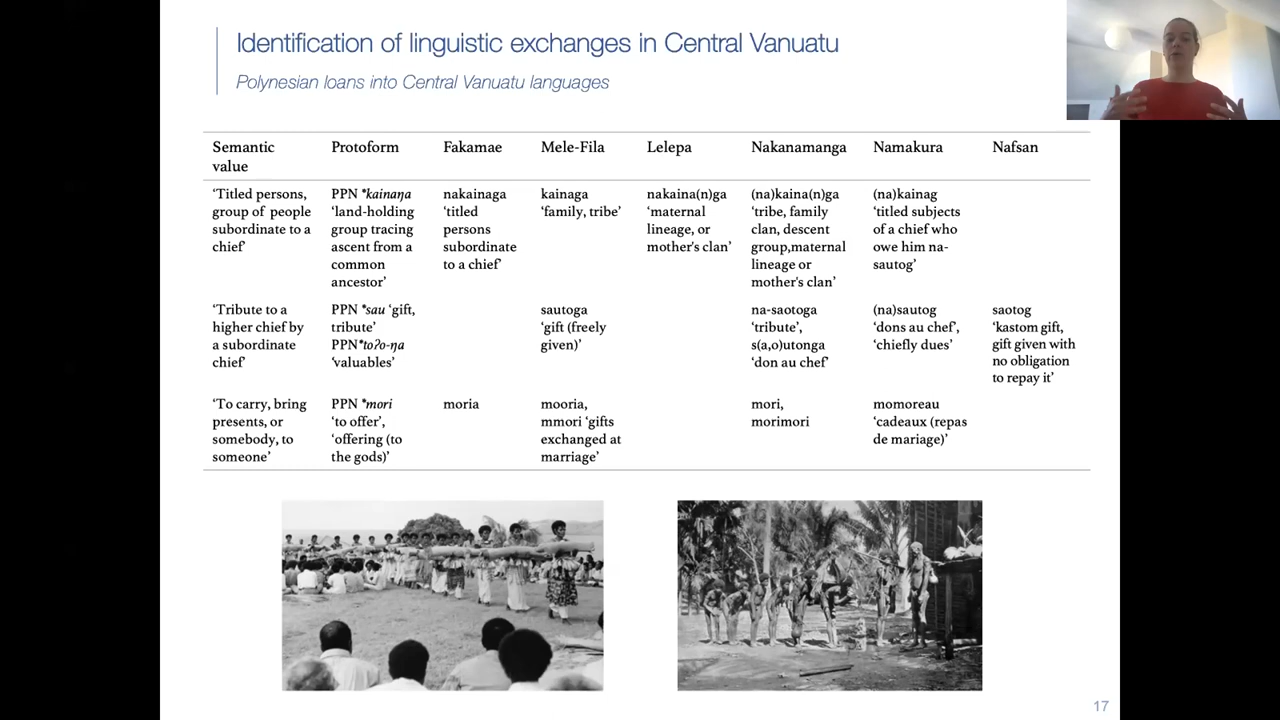 Identification of linguistic exchanges in Central Vanuatu
Polynesian loans into Central Vanuatu languages
Semantic value
Protoform
Fakamae
Mele-Fila
Lelepa
Nakanamanga
Namakura
Nafsan
‘Titled persons,
group of people
subordinate to a
chief’
PPN *kainaŋa
‘land-holding
group tracing
ascent from a
common
ancestor’
nakainaga
‘titled
persons
subordinate
to a chief’
kainaga
‘family, tribe’
nakaina(n)ga
‘maternal
lineage, or
mother’s clan’
(na)kaina(n)ga
‘tribe, family
clan, descent
group,maternal
lineage or
mother's clan’
(na)kainag
‘titled subjects
of a chief who
owe him na-
sautog’
‘Tribute to a
higher chief by
a subordinate
chief’
PPN *sau ‘gift,
tribute’
PPN*toʔo-ŋa
‘valuables’
sautoga
‘gift (freely
given)’
na-saotoga
‘tribute’,
s(a,o)utonga
‘don au chef’
(na)sautog
‘dons au chef’,
‘chiefly dues’
saotog
‘kastom gift,
gift given with
no obligation
to repay it’
‘To carry, bring
presents, or
somebody, to
someone’
PPN *mori
‘to offer’,
‘offering (to
the gods)’
moria
mooria,
mmori ‘gifts
exchanged at
marriage’
mori,
morimori
momoreau
‘cadeaux (repas
de mariage)’
17